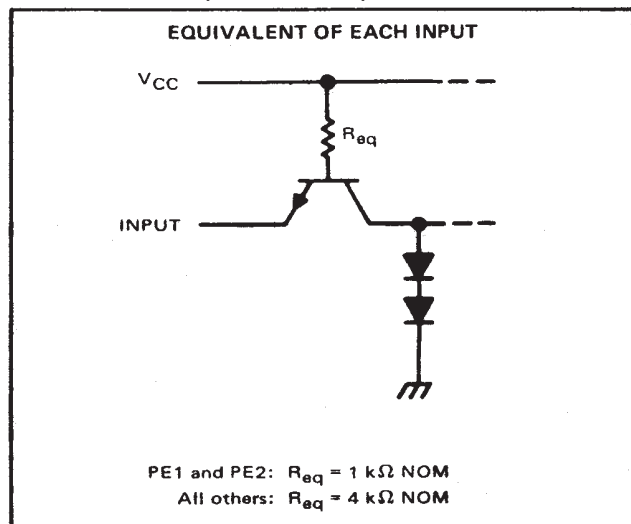 EQUIVALENT OF EACH INPUT
VCC
Req
INPUT
PE1 and PE2: Req = 1 kΩ NOM
All others: Req = 4 kΩ NOM